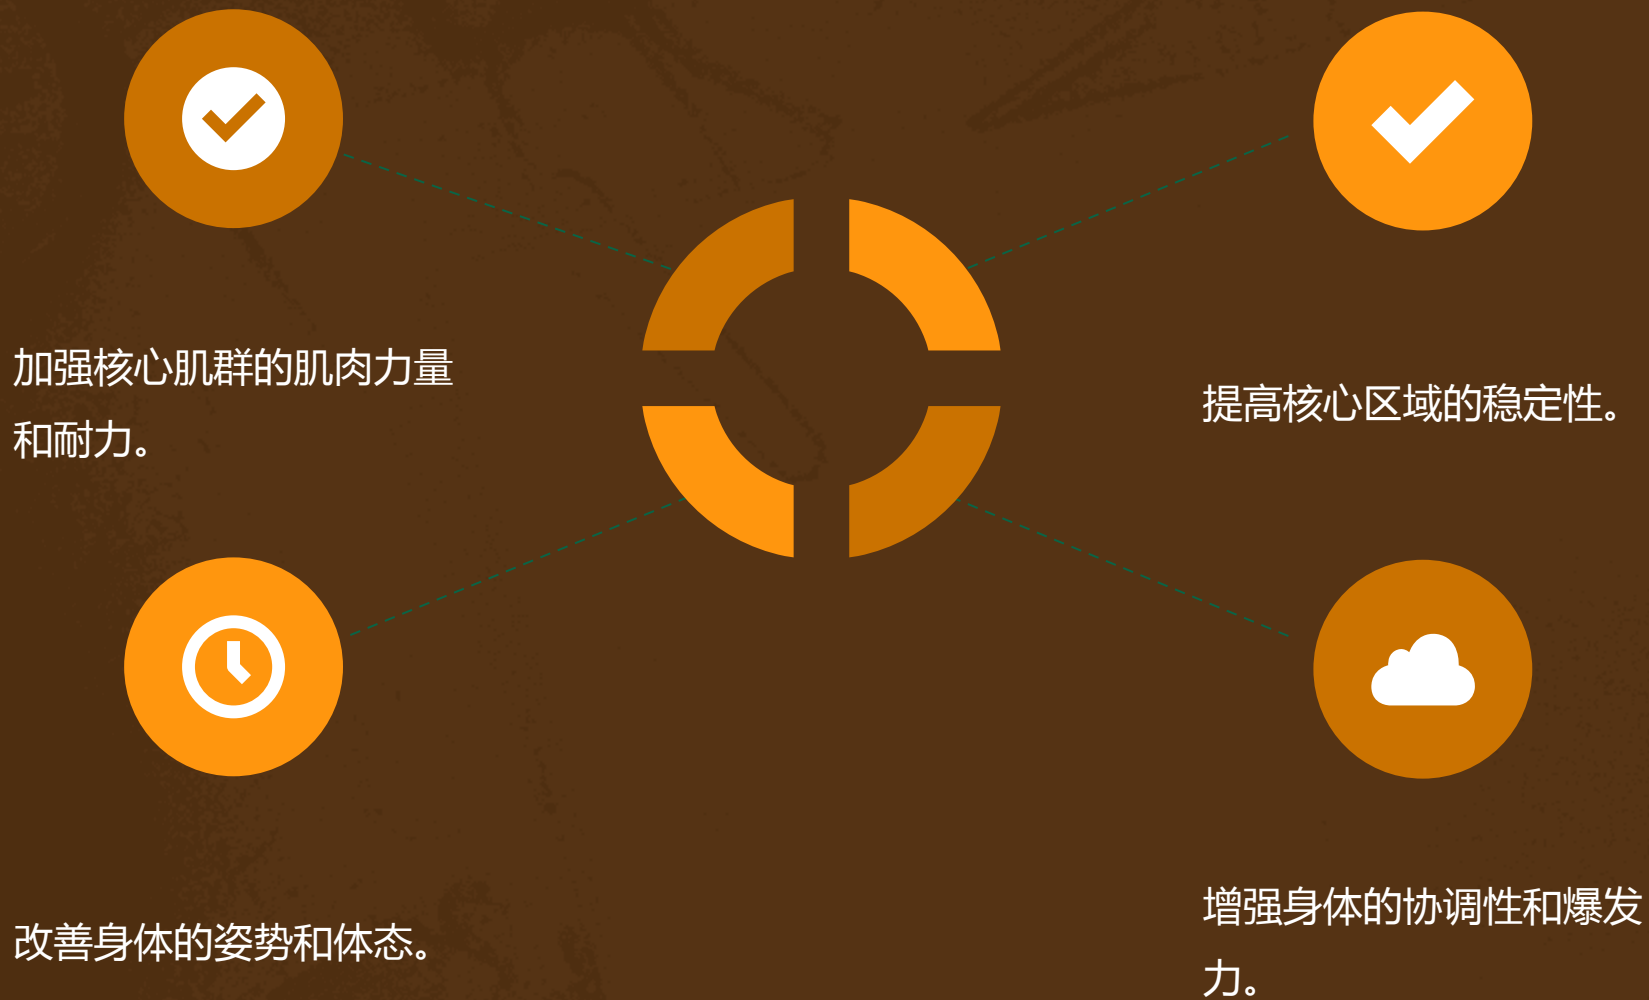 加强核心肌群的肌肉力量
和耐力。
提高核心区域的稳定性。
改善身体的姿势和体态。
增强身体的协调性和爆发
力。